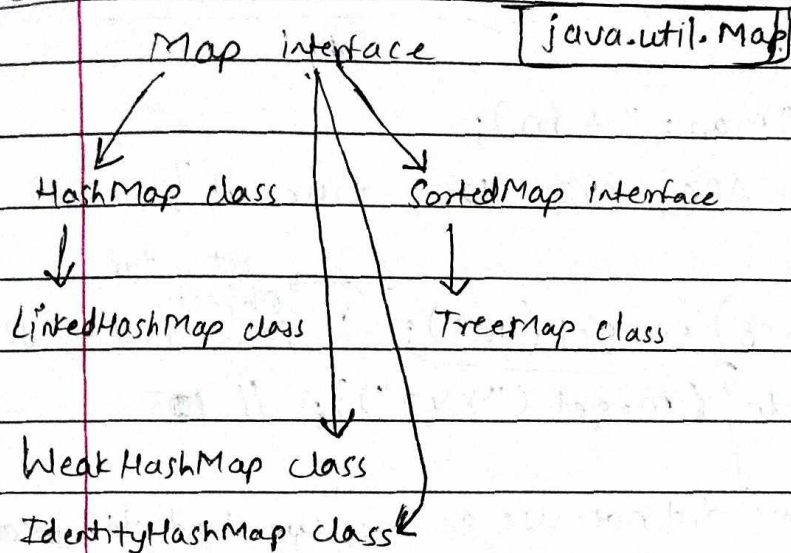 Map interface
java.util.Map
HashMap class
SortedMap interface
LinkedHashMap class
TreeMap class
WeakHashMap class
IdentityHashMap class